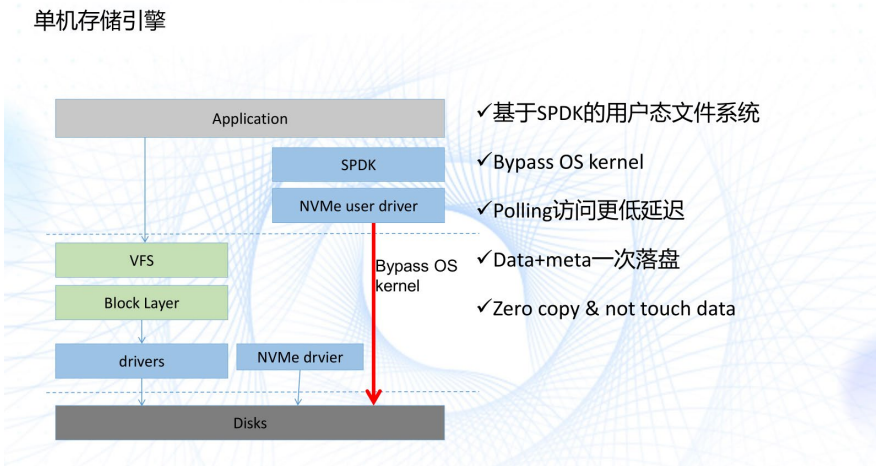 单机存储引擎
Application
SPDK
NVMe user driver
VFS
Block Layer
drivers
NVMe drvier
Bypass OS
kernel
Disks
✓基于SPDK的用户态文件系统
✓Bypass OS kernel
✓Polling访问更低延迟
✓Data+meta一次落盘
✓Zero copy & not touch data